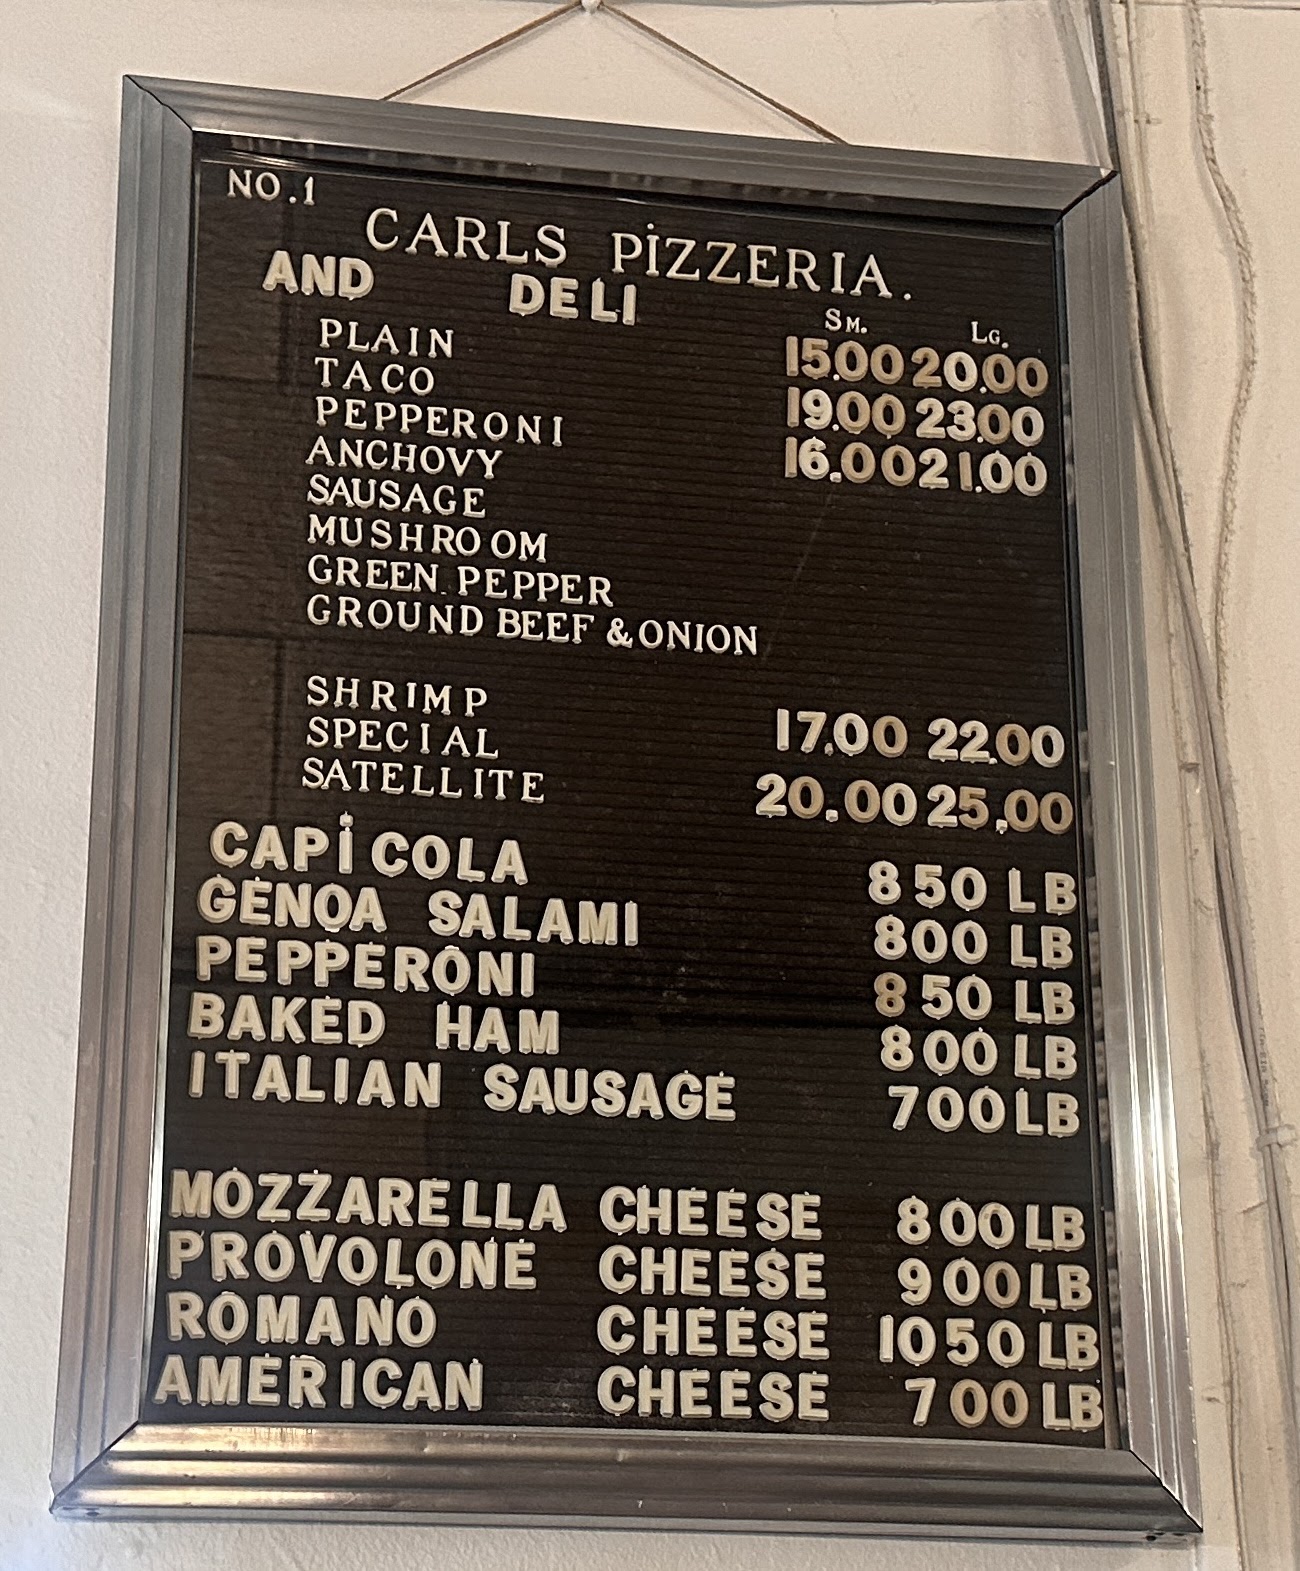 NO.1
CARLS PIZZERIA.
AND DELI
SM. LG.
PLAIN 15.00 20.00
TACO 19.00 23.00
PEPPERONI 16.00 21.00
ANCHOVY
SAUSAGE
MUSHROOM
GREEN PEPPER
GROUND BEEF & ONION
SHRIMP 17.00 22.00
SPECIAL
SATELLITE 20.00 25.00
CAPICOLA 850 LB
GENOA SALAMI 800 LB
PEPPERONI 850 LB
BAKED HAM 800 LB
ITALIAN SAUSAGE 700 LB
MOZZARELLA CHEESE 800 LB
PROVOLONE CHEESE 900 LB
ROMANO CHEESE 1050 LB
AMERICAN CHEESE 700 LB